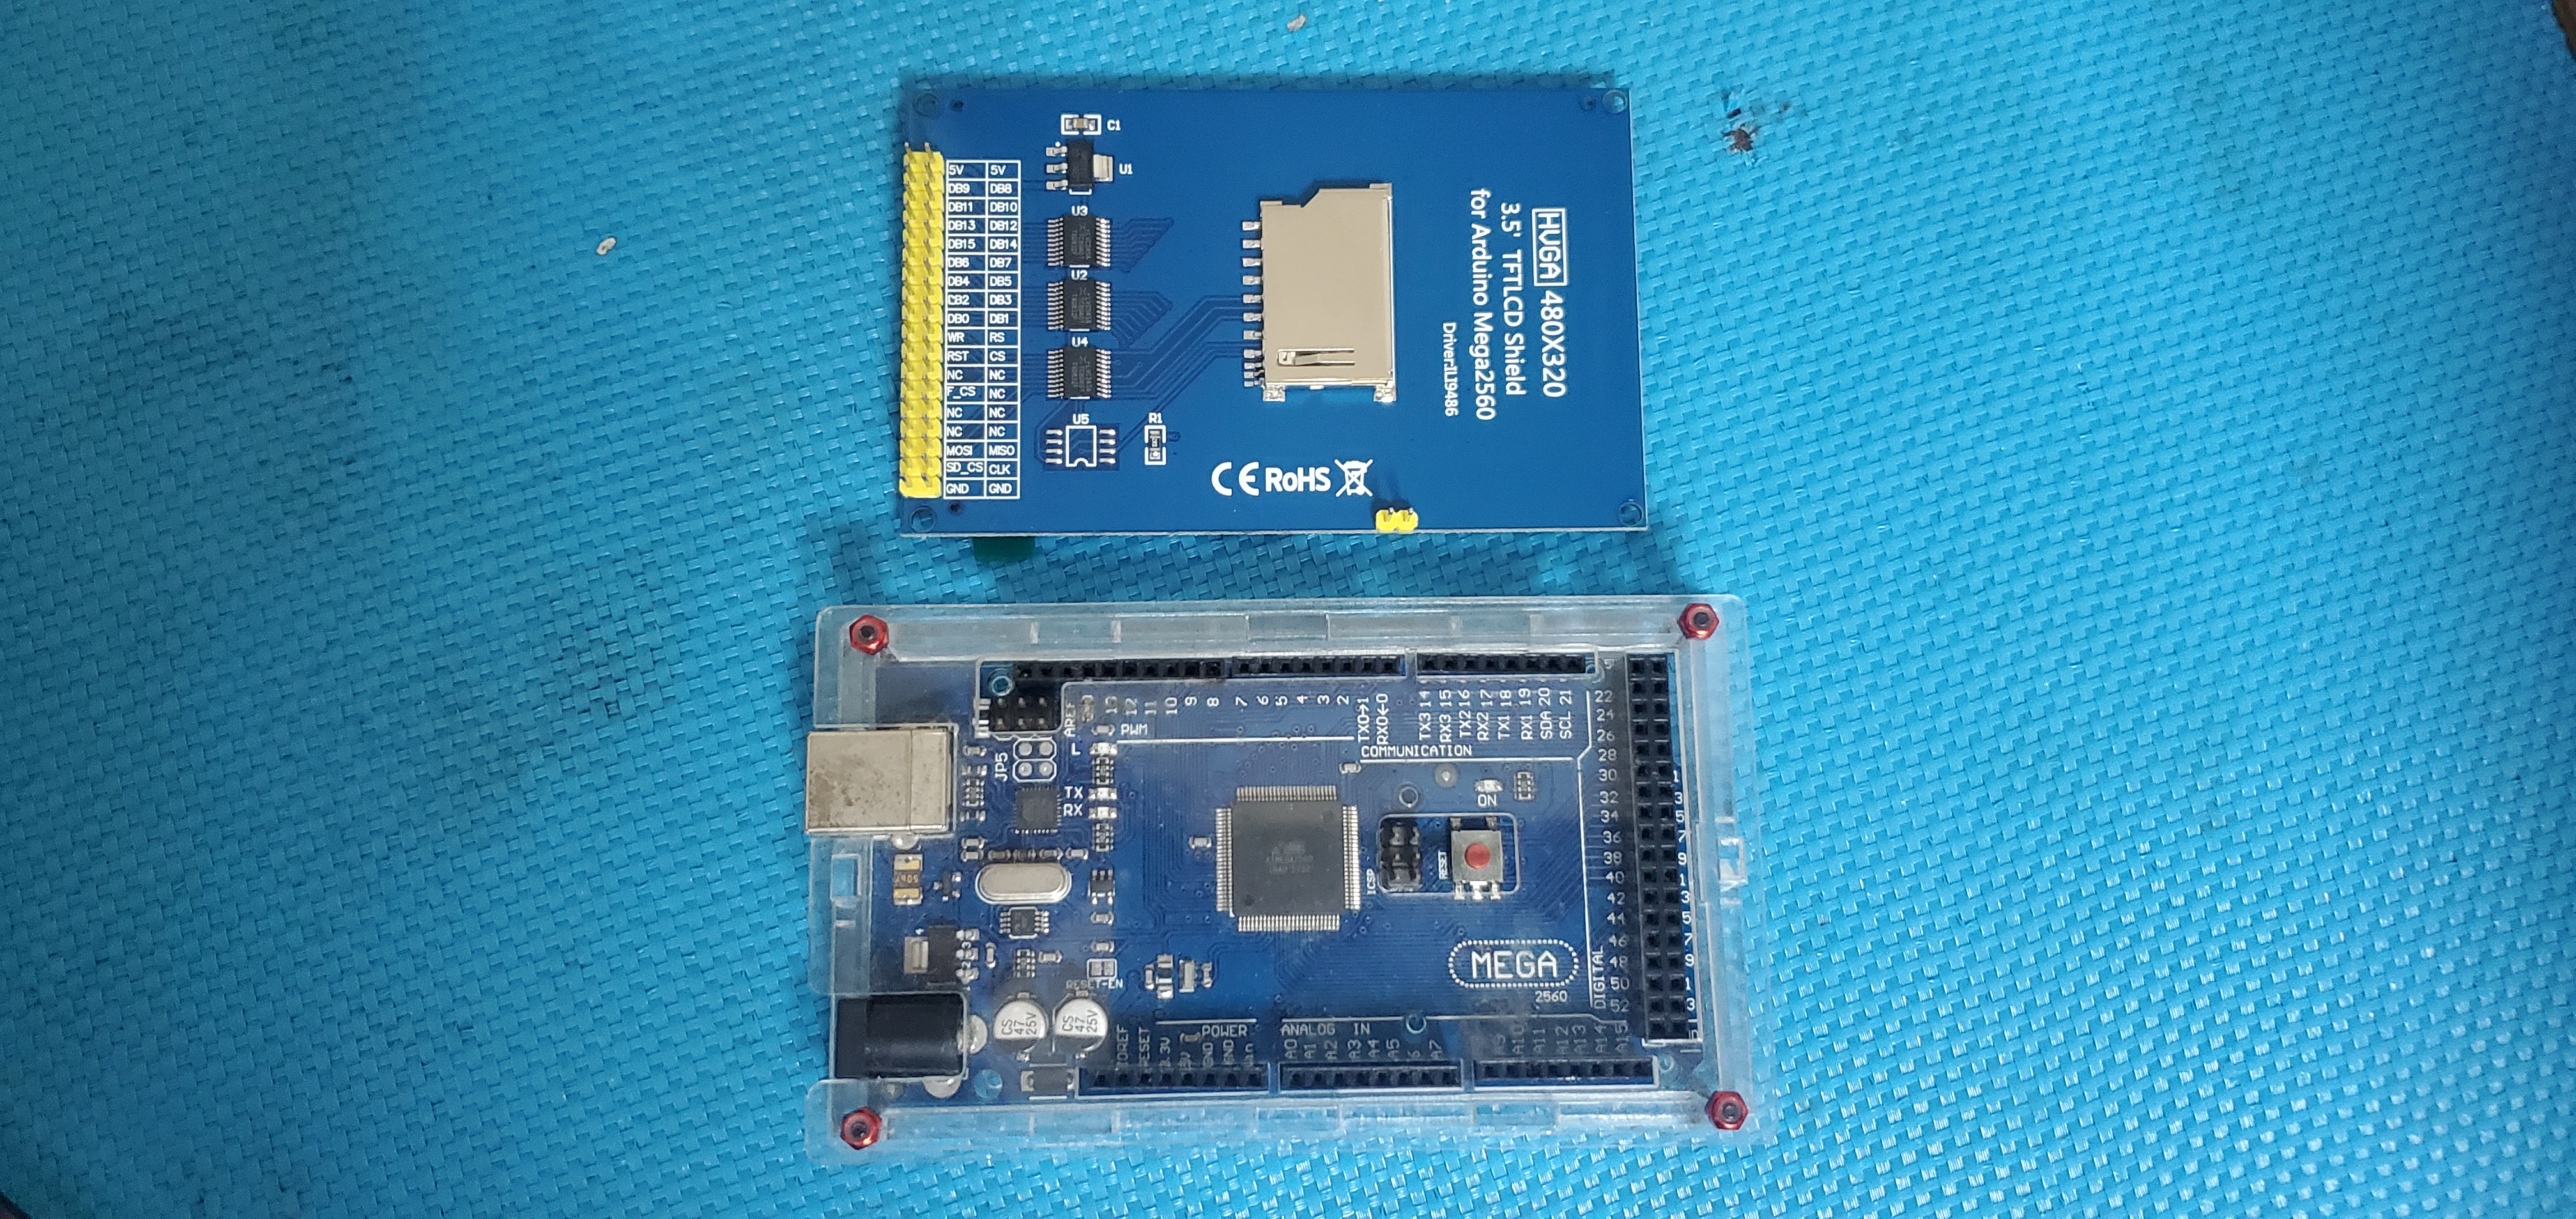 C1
U1
U3
U2
U4
U5
R1
5V 5V
DB9 DB8
DB11 DB10
DB13 DB12
DB15 DB14
DB6 DB7
DB4 DB5
DB2 DB3
DB0 DB1
WR RS
RST CS
NC NC
F_CS NC
NC NC
NC NC
MOSI MISO
SD_CS CLK
GND GND
HVGA 480X320
3.5' TFTLCD Shield
for Arduino Mega2560
Driver:ILI9486
CE RoHS
AREF
13
12
11
10
9
8
7
6
5
4
3
2
TX0→1
RX0←0
TX3 14
RX3 15
TX2 16
RX2 17
TX1 18
RX1 19
SDA 20
SCL 21
PWM
COMMUNICATION
L
JP5
TX
RX
ON
ICSP
RESET
22
24
26
28
30
32
34
36
38
40
42
44
46
48
50
52
DIGITAL
MEGA
2560
RESET-EN
CS
47
25V
CS
47
25V
POWER
RESET
3.3V
5V
GND
GND
ANALOG IN
A0
A1
A2
A3
A4
A5
A7
A10
A11
A12
A13
A14
A15